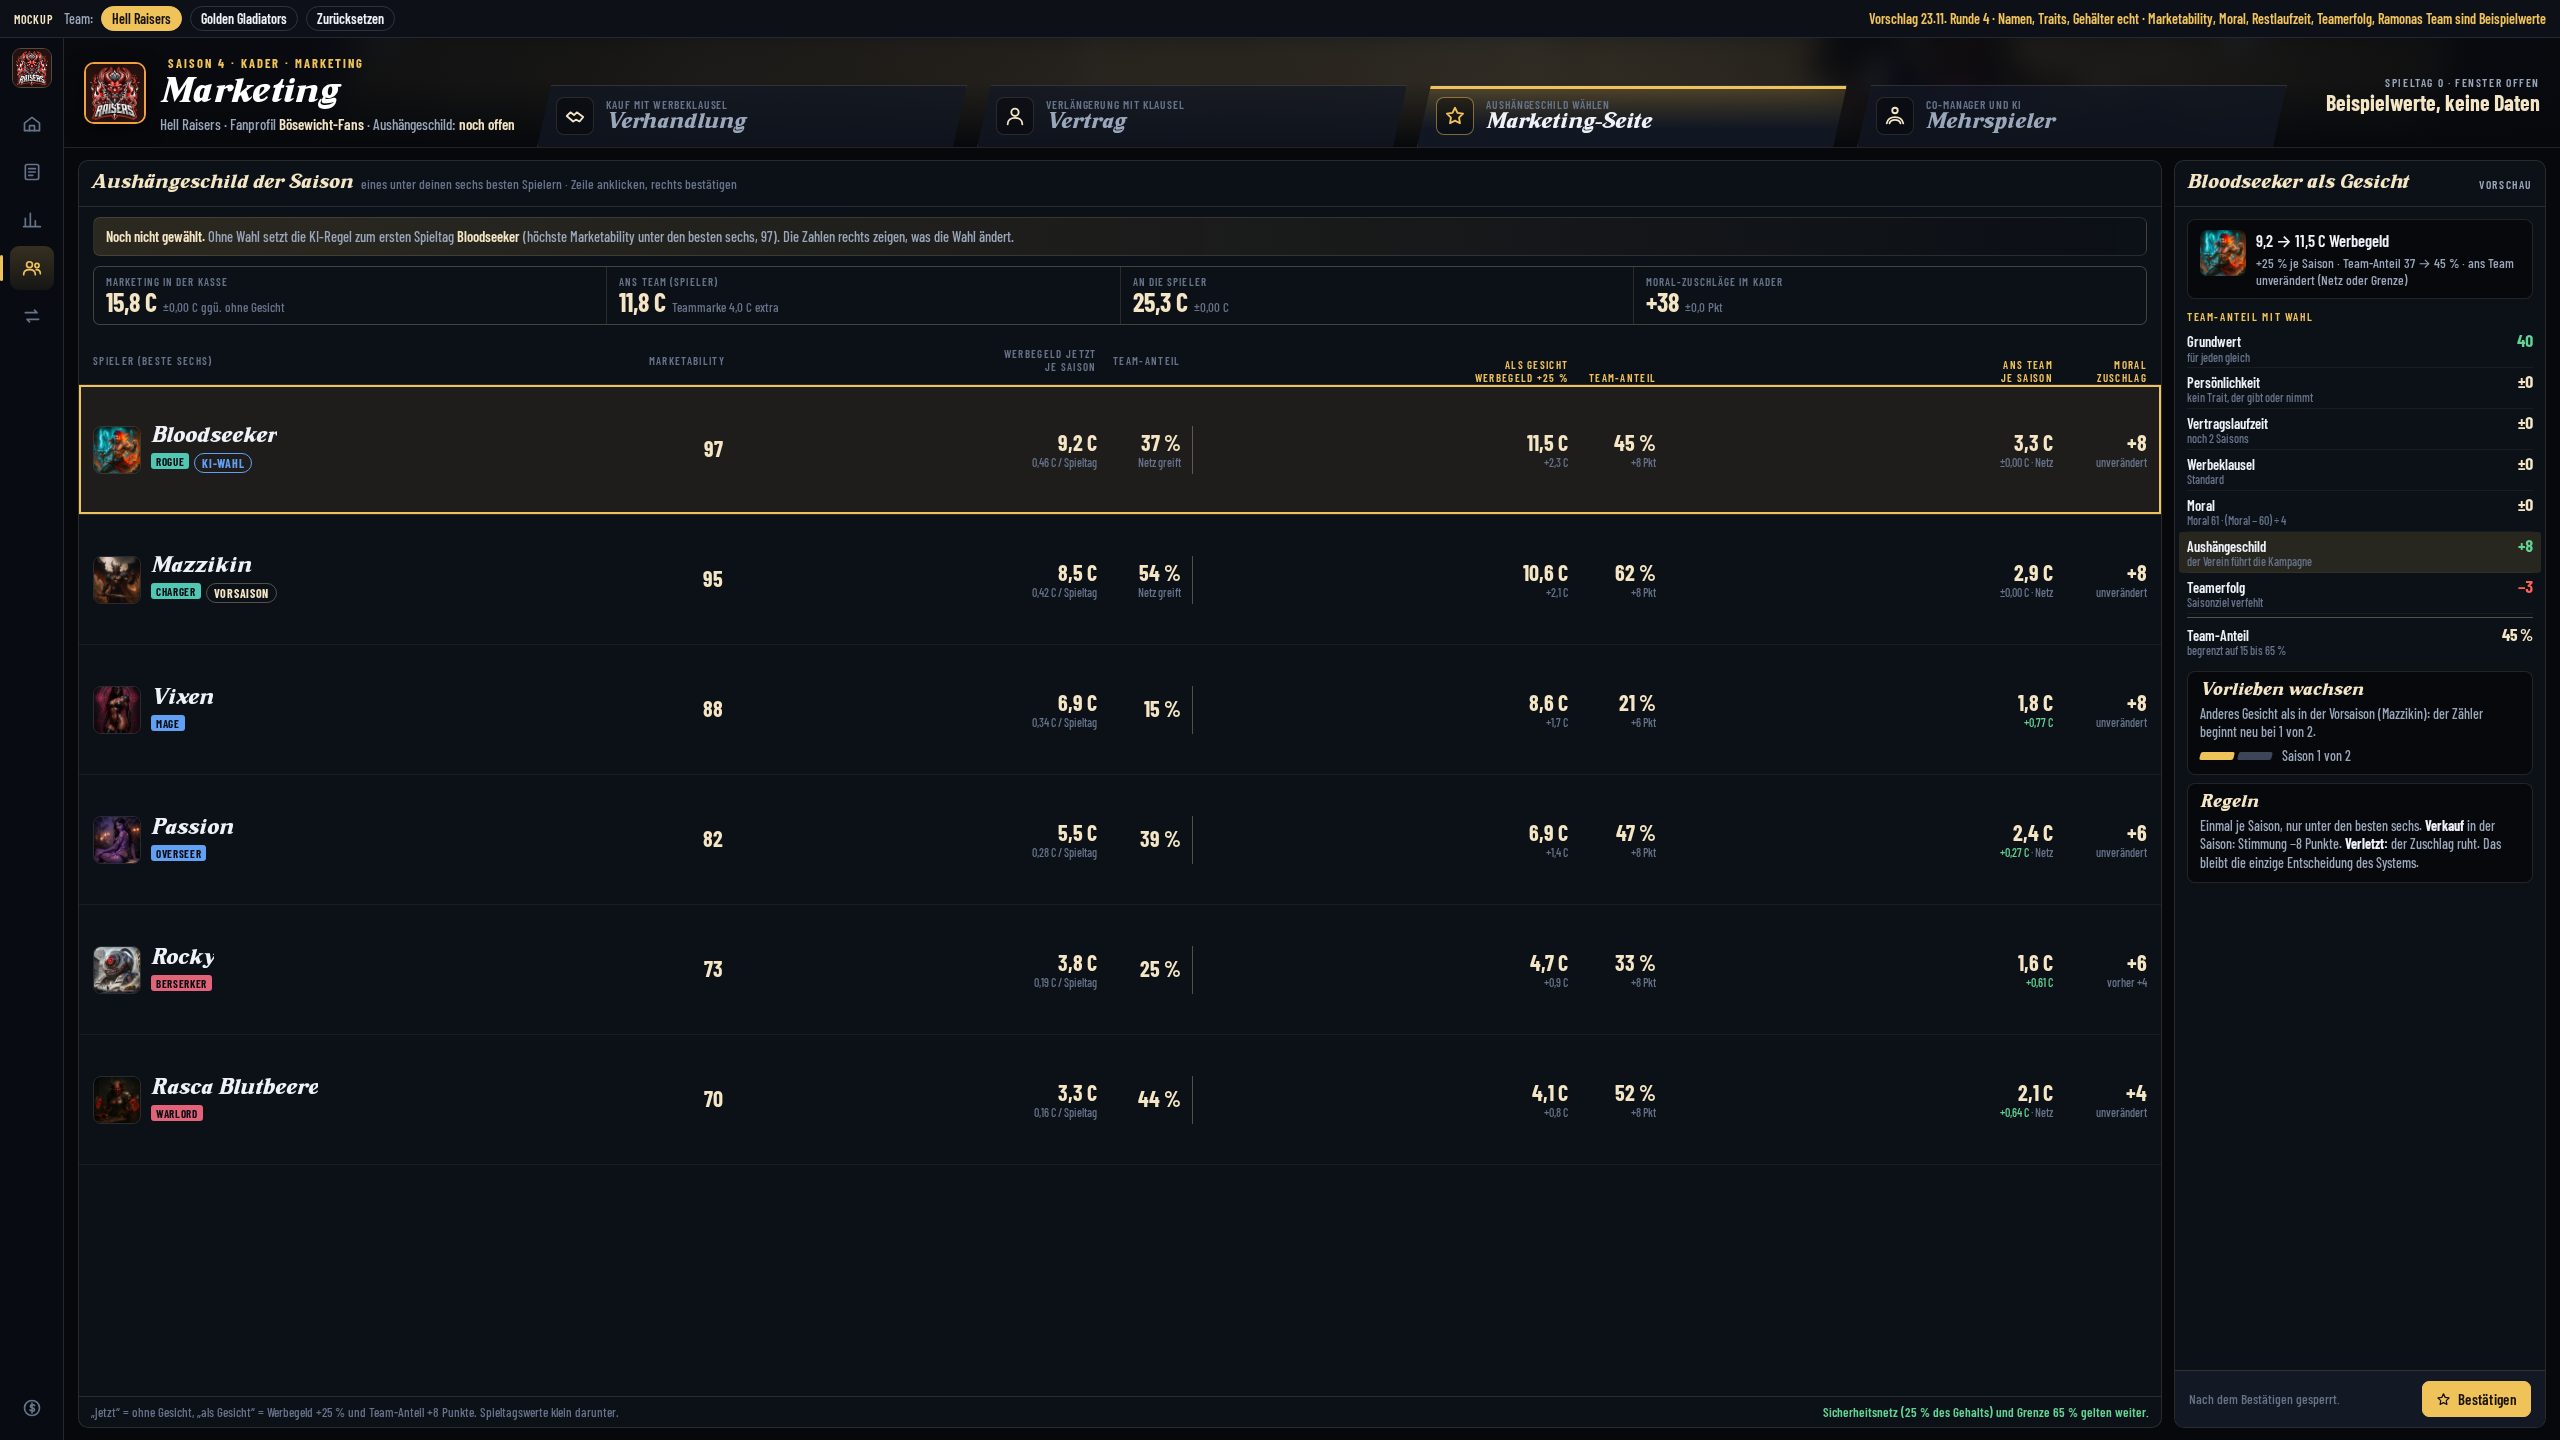 MOCKUP Team: Hell Raisers Golden Gladiators Zurücksetzen
Vorschlag 23.11. Runde 4 · Namen, Traits, Gehälter echt · Marketability, Moral, Restlaufzeit, Teamerfolg, Ramonas Team sind Beispielwerte
RAISERS
RAISERS
SAISON 4 · KADER · MARKETING
Marketing
Hell Raisers · Fanprofil Bösewicht-Fans · Aushängeschild: noch offen
KAUF MIT WERBEKLAUSEL
Verhandlung
VERLÄNGERUNG MIT KLAUSEL
Vertrag
AUSHÄNGESCHILD WÄHLEN
Marketing-Seite
CO-MANAGER UND KI
Mehrspieler
SPIELTAG 0 · FENSTER OFFEN
Beispielwerte, keine Daten
Aushängeschild der Saison eines unter deinen sechs besten Spielern · Zeile anklicken, rechts bestätigen
Noch nicht gewählt. Ohne Wahl setzt die KI-Regel zum ersten Spieltag Bloodseeker (höchste Marketability unter den besten sechs, 97). Die Zahlen rechts zeigen, was die Wahl ändert.
MARKETING IN DER KASSE
15,8 C ±0,00 C ggü. ohne Gesicht
ANS TEAM (SPIELER)
11,8 C Teammarke 4,0 C extra
AN DIE SPIELER
25,3 C ±0,00 C
MORAL-ZUSCHLÄGE IM KADER
+38 ±0,0 Pkt
SPIELER (BESTE SECHS)
MARKETABILITY
WERBEGELD JETZT
JE SAISON
TEAM-ANTEIL
ALS GESICHT
WERBEGELD +25 %
TEAM-ANTEIL
ANS TEAM
JE SAISON
MORAL
ZUSCHLAG
Bloodseeker
ROGUE KI-WAHL
97
9,2 C
0,46 C / Spieltag
37 %
Netz greift
11,5 C
+2,3 C
45 %
+8 Pkt
3,3 C
±0,00 C · Netz
+8
unverändert
Mazzikin
CHARGER VORSAISON
95
8,5 C
0,42 C / Spieltag
54 %
Netz greift
10,6 C
+2,1 C
62 %
+8 Pkt
2,9 C
±0,00 C · Netz
+8
unverändert
Vixen
MAGE
88
6,9 C
0,34 C / Spieltag
15 %
8,6 C
+1,7 C
21 %
+6 Pkt
1,8 C
+0,77 C
+8
unverändert
Passion
OVERSEER
82
5,5 C
0,28 C / Spieltag
39 %
6,9 C
+1,4 C
47 %
+8 Pkt
2,4 C
+0,27 C · Netz
+6
unverändert
Rocky
BERSERKER
73
3,8 C
0,19 C / Spieltag
25 %
4,7 C
+0,9 C
33 %
+8 Pkt
1,6 C
+0,61 C
+6
vorher +4
Rasca Blutbeere
WARLORD
70
3,3 C
0,16 C / Spieltag
44 %
4,1 C
+0,8 C
52 %
+8 Pkt
2,1 C
+0,64 C · Netz
+4
unverändert
„jetzt“ = ohne Gesicht, „als Gesicht“ = Werbegeld +25 % und Team-Anteil +8 Punkte. Spieltagswerte klein darunter.
Sicherheitsnetz (25 % des Gehalts) und Grenze 65 % gelten weiter.
Bloodseeker als Gesicht VORSCHAU
9,2 → 11,5 C Werbegeld
+25 % je Saison · Team-Anteil 37 → 45 % · ans Team
unverändert (Netz oder Grenze)
TEAM-ANTEIL MIT WAHL
Grundwert 40
für jeden gleich
Persönlichkeit ±0
kein Trait, der gibt oder nimmt
Vertragslaufzeit ±0
noch 2 Saisons
Werbeklausel ±0
Standard
Moral ±0
Moral 61 · (Moral – 60) ÷ 4
Aushängeschild +8
der Verein führt die Kampagne
Teamerfolg –3
Saisonziel verfehlt
Team-Anteil 45 %
begrenzt auf 15 bis 65 %
Vorlieben wachsen
Anderes Gesicht als in der Vorsaison (Mazzikin): der Zähler
beginnt neu bei 1 von 2.
Saison 1 von 2
Regeln
Einmal je Saison, nur unter den besten sechs. Verkauf in der
Saison: Stimmung –8 Punkte. Verletzt: der Zuschlag ruht. Das
bleibt die einzige Entscheidung des Systems.
Nach dem Bestätigen gesperrt.
Bestätigen